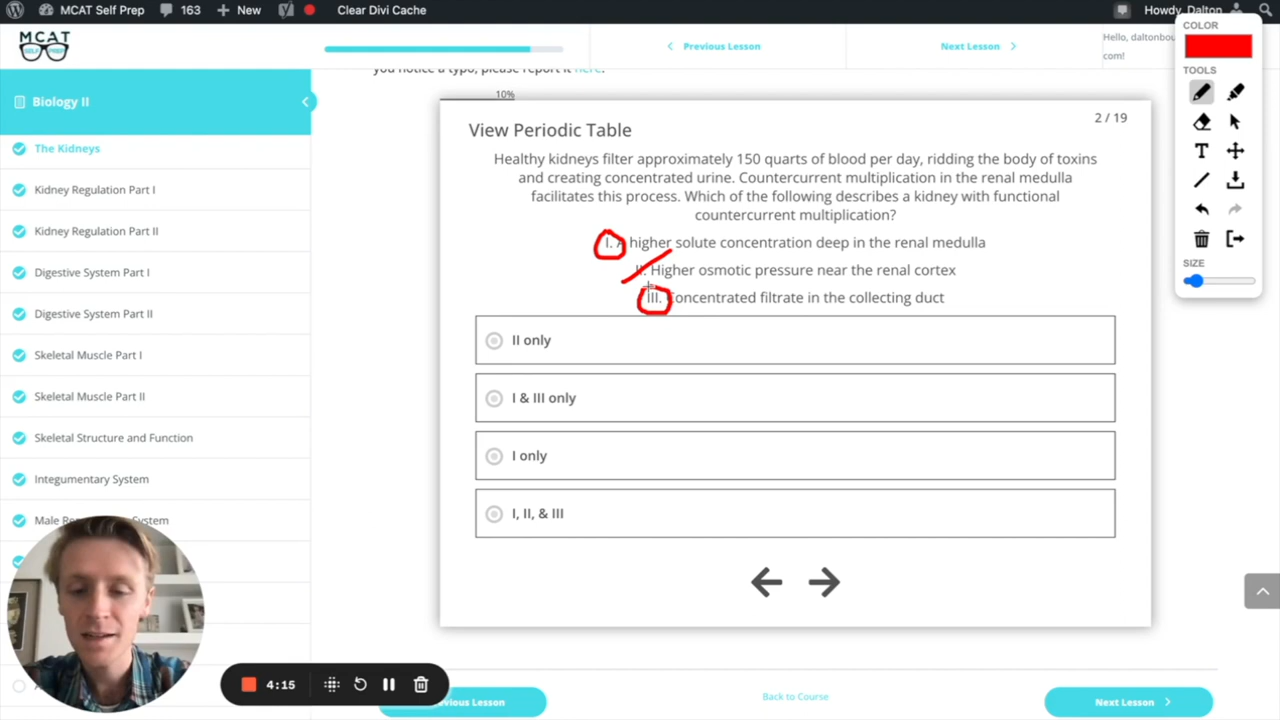 MCAT Self Prep
163
New
Clear Divi Cache
Howdy, Dalton
MCAT
SELF PREP
Previous Lesson
Next Lesson
Hello, daltonbou
com!
COLOR
TOOLS
SIZE
you notice a typo, please report it here.
Biology II
The Kidneys
Kidney Regulation Part I
Kidney Regulation Part II
Digestive System Part I
Digestive System Part II
Skeletal Muscle Part I
Skeletal Muscle Part II
Skeletal Structure and Function
Integumentary System
10%
2 / 19
View Periodic Table
Healthy kidneys filter approximately 150 quarts of blood per day, ridding the body of toxins
and creating concentrated urine. Countercurrent multiplication in the renal medulla
facilitates this process. Which of the following describes a kidney with functional
countercurrent multiplication?
I. A higher solute concentration deep in the renal medulla
II. Higher osmotic pressure near the renal cortex
III. Concentrated filtrate in the collecting duct
II only
I & III only
I only
I, II, & III
4:15
Lesson
Back to Course
Next Lesson